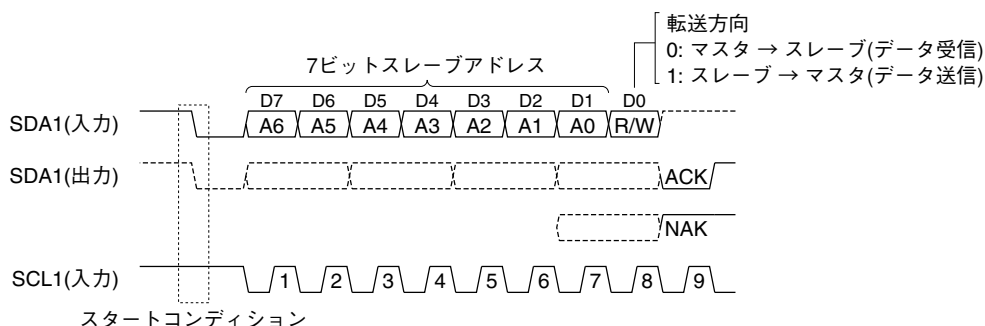 転送方向
0: マスタ → スレーブ(データ受信)
1: スレーブ → マスタ(データ送信)
7ビットスレーブアドレス
D7 D6 D5 D4 D3 D2 D1 D0
SDA1(入力) A6 A5 A4 A3 A2 A1 A0 R/W
SDA1(出力) ACK
NAK
SCL1(入力) 1 2 3 4 5 6 7 8 9
スタートコンディション